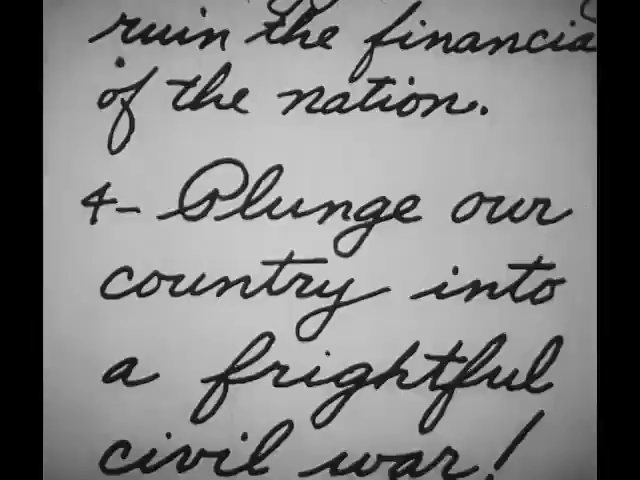 ruin the financia
of the nation.
4- Plunge our
country into
a frightful
civil war!